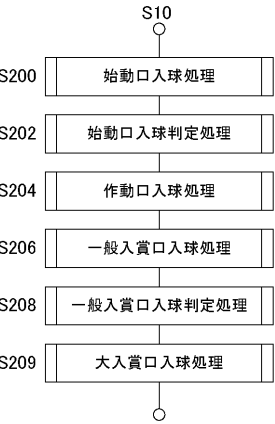 S10
S200 始動口入球処理
S202 始動口入球判定処理
S204 作動口入球処理
S206 一般入賞口入球処理
S208 一般入賞口入球判定処理
S209 大入賞口入球処理